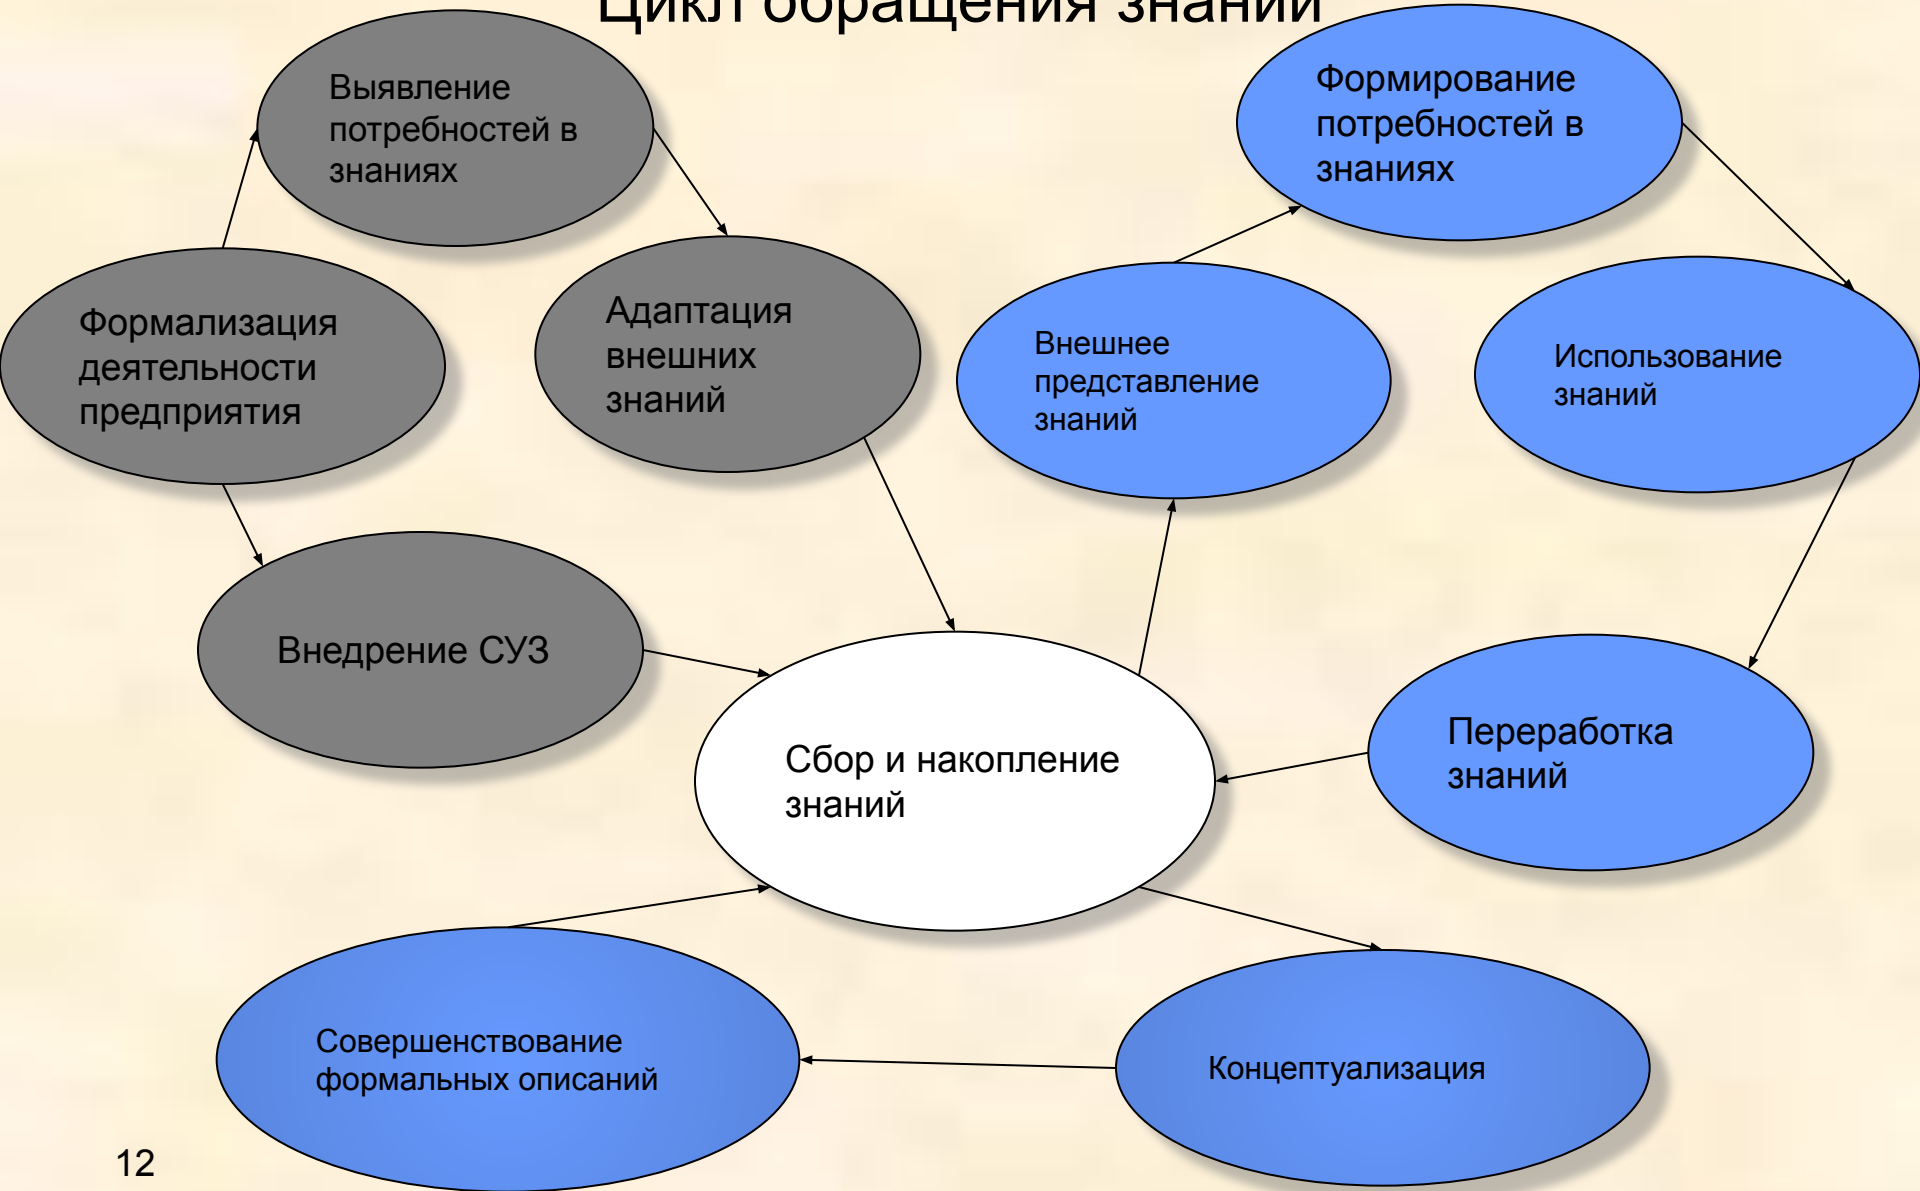 Цикл обращения знаний
Выявление
потребностей в
знаниях
Формирование
потребностей в
знаниях
Формализация
деятельности
предприятия
Адаптация
внешних
знаний
Внешнее
представление
знаний
Использование
знаний
Внедрение СУЗ
Сбор и накопление
знаний
Переработка
знаний
Совершенствование
формальных описаний
Концептуализация
12